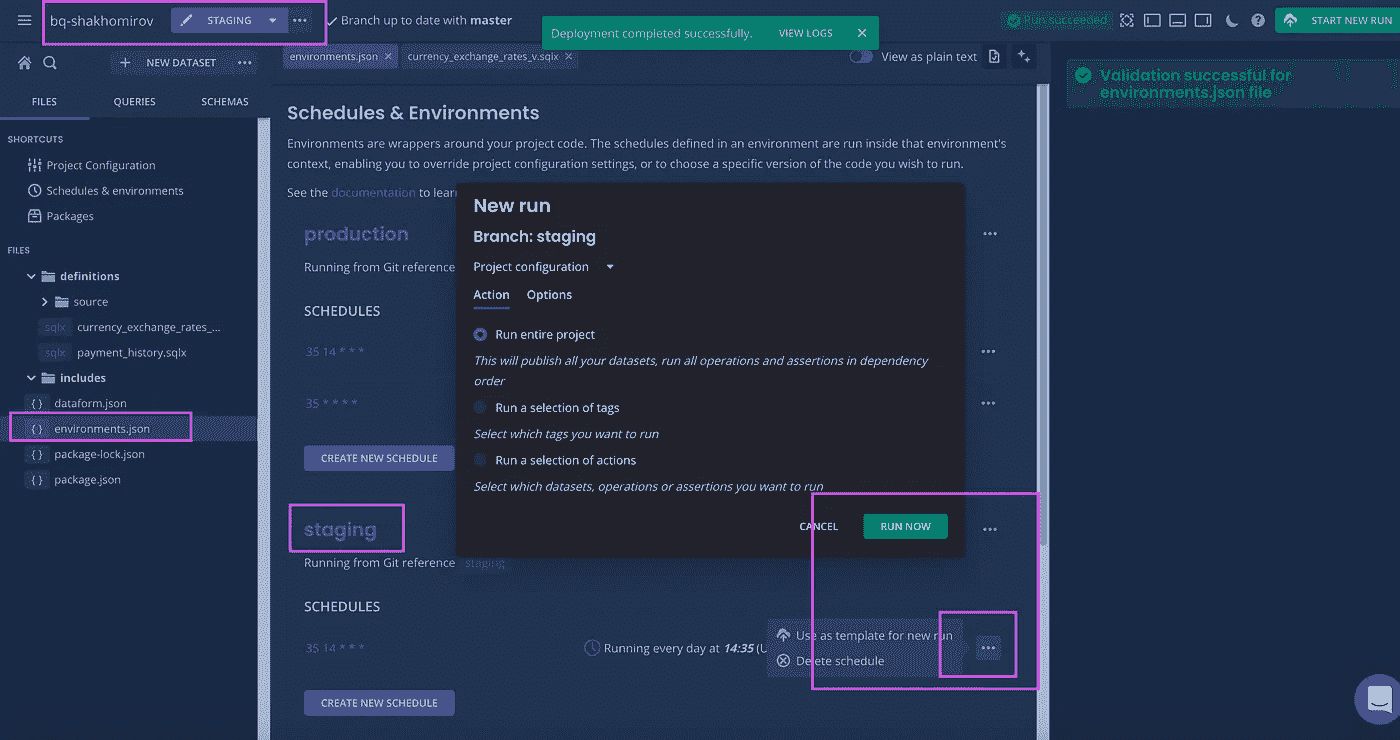 bq-shakhomirov
STAGING
Branch up to date with master
Deployment completed successfully.
VIEW LOGS
Run succeeded
START NEW RUN
NEW DATASET
environments.json
currency_exchange_rates_v.sqlx
View as plain text
FILES
QUERIES
SCHEMAS
Validation successful for
environments.json file
SHORTCUTS
Project Configuration
Schedules & environments
Packages
FILES
definitions
source
sqlx currency_exchange_rates_...
sqlx payment_history.sqlx
includes
{ } dataform.json
{ } environments.json
{ } package-lock.json
{ } package.json
Schedules & Environments
Environments are wrappers around your project code. The schedules defined in an environment are run inside that environment's
context, enabling you to override project configuration settings, or to choose a specific version of the code you wish to run.
See the documentation to lear
production
Running from Git reference
SCHEDULES
35 14 * * *
35 * * * *
CREATE NEW SCHEDULE
staging
Running from Git reference staging
SCHEDULES
35 14 * * *
Running every day at 14:35 (U
CREATE NEW SCHEDULE
New run
Branch: staging
Project configuration
Action
Options
Run entire project
This will publish all your datasets, run all operations and assertions in dependency
order
Run a selection of tags
Select which tags you want to run
Run a selection of actions
Select which datasets, operations or assertions you want to run
CANCEL
RUN NOW
Use as template for new run
Delete schedule